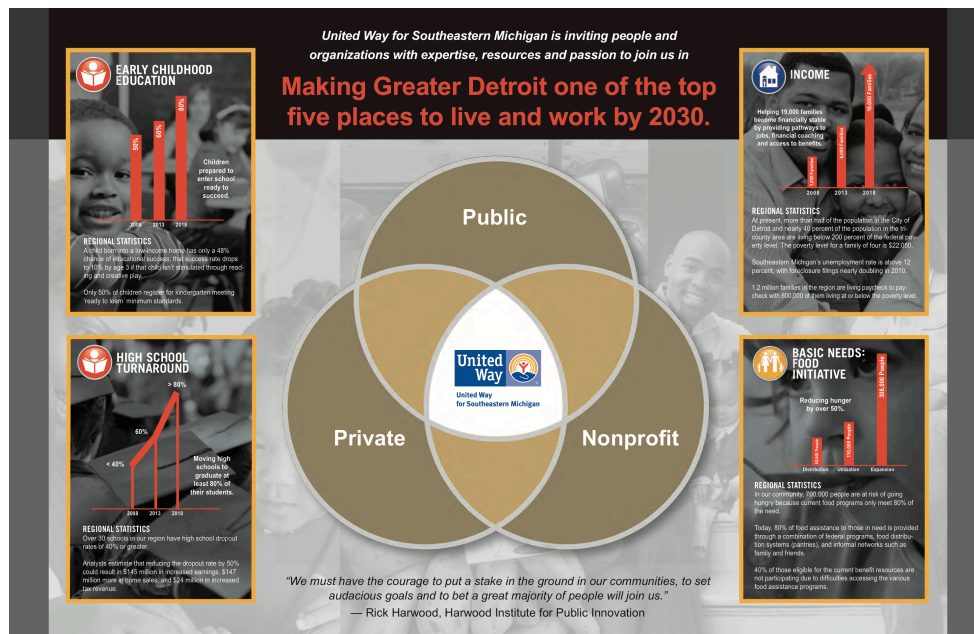 United Way for Southeastern Michigan is inviting people and
organizations with expertise, resources and passion to join us in
Making Greater Detroit one of the top
five places to live and work by 2030.
EARLY CHILDHOOD
EDUCATION
50%
60%
80%
Children
prepared to
enter school
ready to
succeed.
2008 2013 2018
REGIONAL STATISTICS
A child born into a low-income home has only a 48%
chance of educational success; that success rate drops
to 10% by age 3 if that child isn't stimulated through read-
ing and creative play.
Only 50% of children register for kindergarten meeting
'ready to learn' minimum standards.
HIGH SCHOOL
TURNAROUND
> 80%
60%
< 40%
Moving high
schools to
graduate at
least 80% of
their students.
2008 2013 2018
REGIONAL STATISTICS
Over 30 schools in our region have high school dropout
rates of 40% or greater.
Analysts estimate that reducing the dropout rate by 50%
could result in $145 million in increased earnings, $147
million more in home sales, and $24 million in increased
tax revenue.
Public
Private
Nonprofit
United
Way
United Way
for Southeastern Michigan
"We must have the courage to put a stake in the ground in our communities, to set
audacious goals and to bet a great majority of people will join us."
— Rick Harwood, Harwood Institute for Public Innovation
INCOME
Helping 19,000 families
become financially stable
by providing pathways to
jobs, financial coaching
and access to benefits.
Families
Families
19,000 Families
2008 2013 2018
REGIONAL STATISTICS
At present, more than half of the population in the City of
Detroit and nearly 40 percent of the population in the tri-
county area are living below 200 percent of the federal pov-
erty level. The poverty level for a family of four is $22,050.
Southeastern Michigan's unemployment rate is above 12
percent, with foreclosure filings nearly doubling in 2010.
1.2 million families in the region are living paycheck to pay-
check with 600,000 of them living at or below the poverty level.
BASIC NEEDS:
FOOD
INITIATIVE
Reducing hunger
by over 50%.
People
110,000 People
300,000 People
Distribution Utilization Expansion
REGIONAL STATISTICS
In our community, 700,000 people are at risk of going
hungry because current food programs only meet 80% of
the need.
Today, 80% of food assistance to those in need is provided
through a combination of federal programs, food distribu-
tion systems (pantries), and informal networks such as
family and friends.
40% of those eligible for the current benefit resources are
not participating due to difficulties accessing the various
food assistance programs.